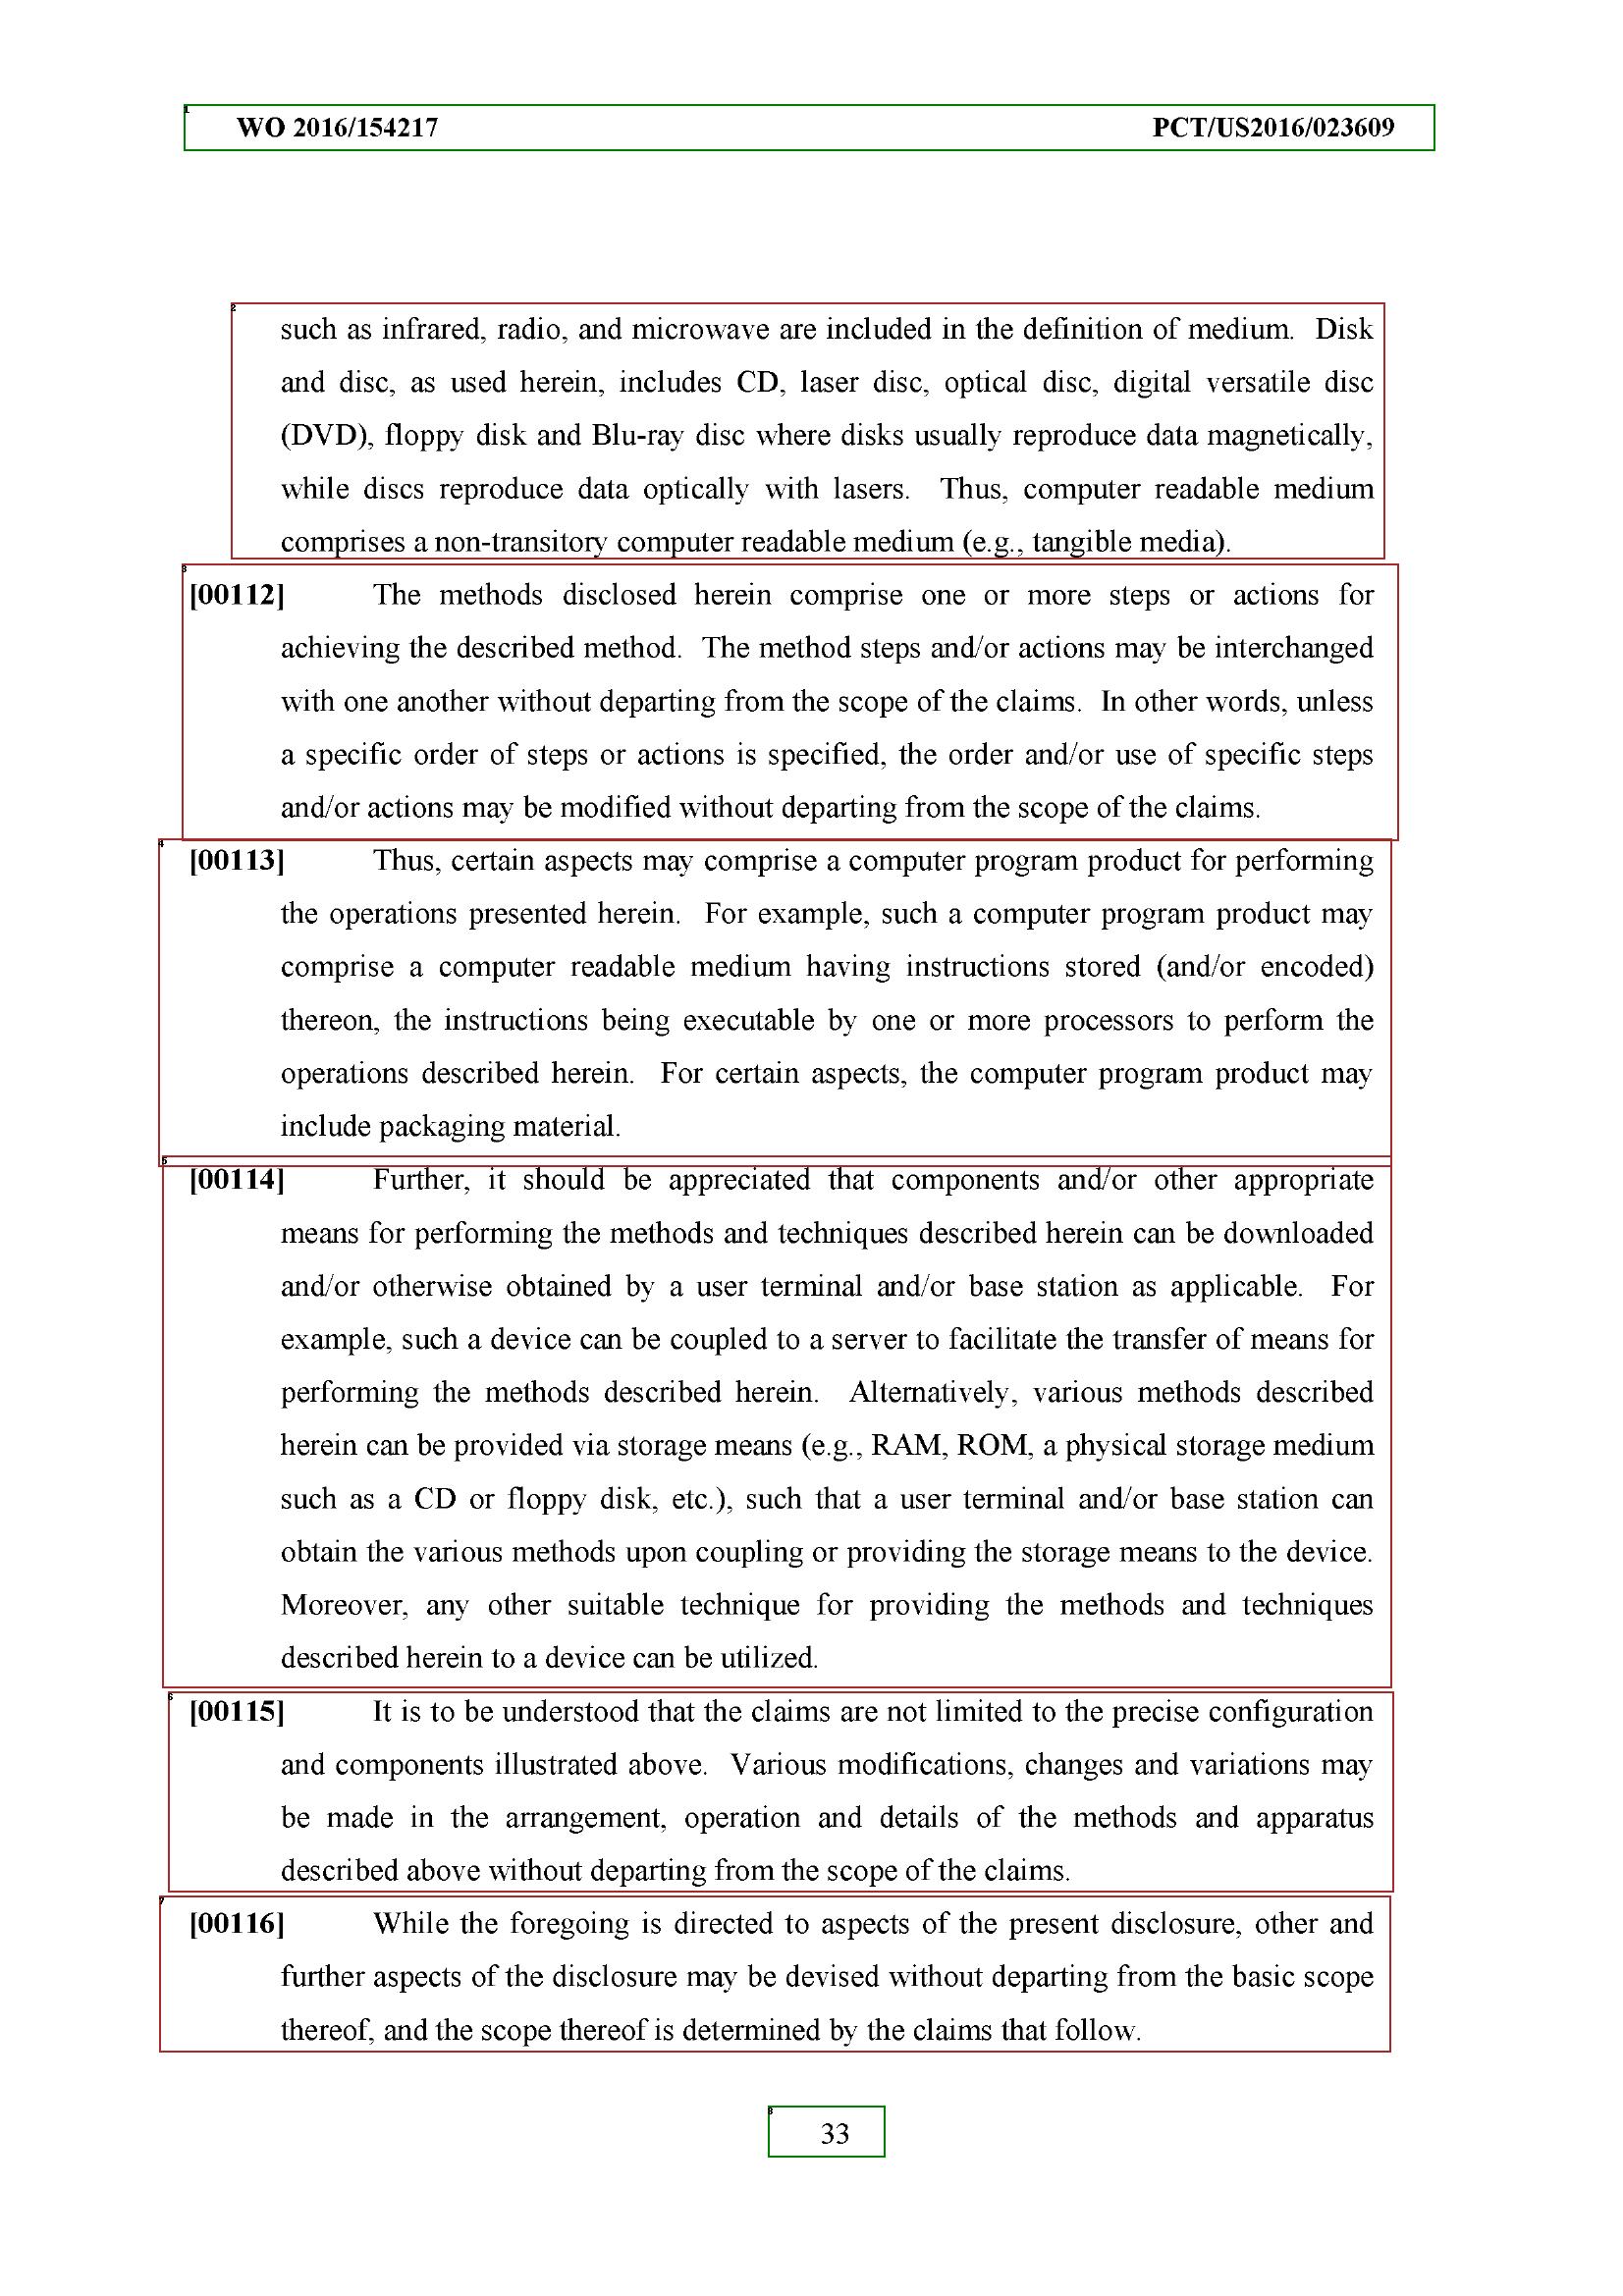 WO 2016/154217 PCT/US2016/023609
such as infrared, radio, and microwave are included in the definition of medium. Disk
and disc, as used herein, includes CD, laser disc, optical disc, digital versatile disc
(DVD), floppy disk and Blu-ray disc where disks usually reproduce data magnetically,
while discs reproduce data optically with lasers. Thus, computer readable medium
comprises a non-transitory computer readable medium (e.g., tangible media).
[00112] The methods disclosed herein comprise one or more steps or actions for
achieving the described method. The method steps and/or actions may be interchanged
with one another without departing from the scope of the claims. In other words, unless
a specific order of steps or actions is specified, the order and/or use of specific steps
and/or actions may be modified without departing from the scope of the claims.
[00113] Thus, certain aspects may comprise a computer program product for performing
the operations presented herein. For example, such a computer program product may
comprise a computer readable medium having instructions stored (and/or encoded)
thereon, the instructions being executable by one or more processors to perform the
operations described herein. For certain aspects, the computer program product may
include packaging material.
[00114] Further, it should be appreciated that components and/or other appropriate
means for performing the methods and techniques described herein can be downloaded
and/or otherwise obtained by a user terminal and/or base station as applicable. For
example, such a device can be coupled to a server to facilitate the transfer of means for
performing the methods described herein. Alternatively, various methods described
herein can be provided via storage means (e.g., RAM, ROM, a physical storage medium
such as a CD or floppy disk, etc.), such that a user terminal and/or base station can
obtain the various methods upon coupling or providing the storage means to the device.
Moreover, any other suitable technique for providing the methods and techniques
described herein to a device can be utilized.
[00115] It is to be understood that the claims are not limited to the precise configuration
and components illustrated above. Various modifications, changes and variations may
be made in the arrangement, operation and details of the methods and apparatus
described above without departing from the scope of the claims.
[00116] While the foregoing is directed to aspects of the present disclosure, other and
further aspects of the disclosure may be devised without departing from the basic scope
thereof, and the scope thereof is determined by the claims that follow.
33